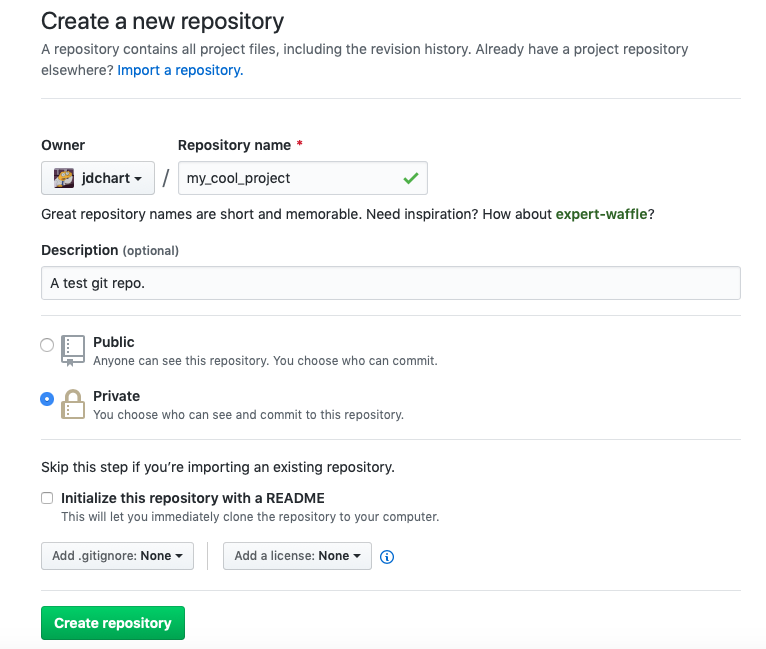 Create a new repository
A repository contains all project files, including the revision history. Already have a project repository
elsewhere? Import a repository.
Owner
Repository name *
jdchart / my_cool_project
Great repository names are short and memorable. Need inspiration? How about expert-waffle?
Description (optional)
A test git repo.
Public
Anyone can see this repository. You choose who can commit.
Private
You choose who can see and commit to this repository.
Skip this step if you’re importing an existing repository.
Initialize this repository with a README
This will let you immediately clone the repository to your computer.
Add .gitignore: None
Add a license: None
Create repository